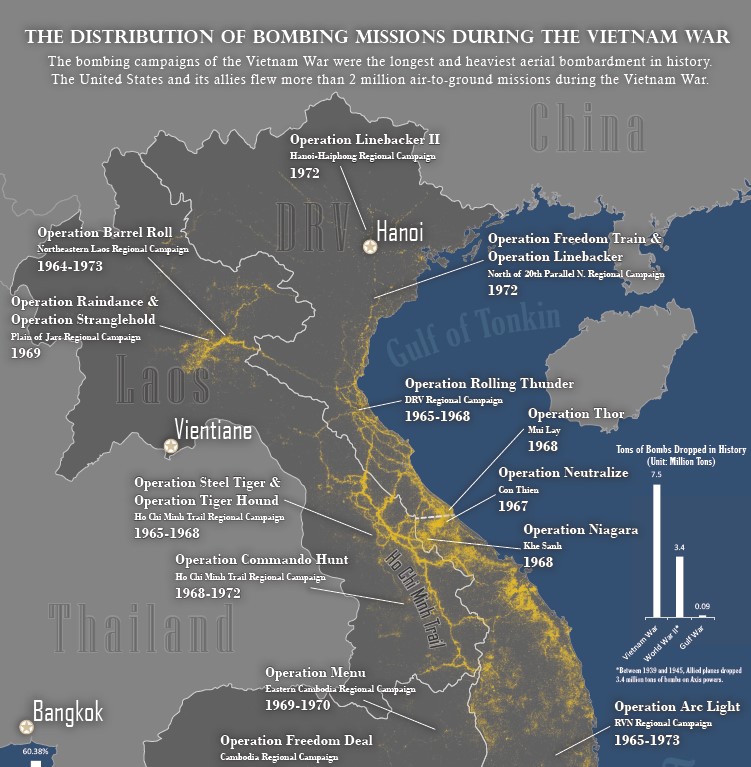 THE DISTRIBUTION OF BOMBING MISSIONS DURING THE VIETNAM WAR
The bombing campaigns of the Vietnam War were the longest and heaviest aerial bombardment in history.
The United States and its allies flew more than 2 million air-to-ground missions during the Vietnam War.
China
Operation Linebacker II
Hanoi-Haiphong Regional Campaign
1972
DRV
Hanoi
Operation Barrel Roll
Northeastern Laos Regional Campaign
1964-1973
Operation Freedom Train &
Operation Linebacker
North of 20th Parallel N. Regional Campaign
1972
Operation Raindance &
Operation Stranglehold
Plain of Jars Regional Campaign
1969
Gulf of Tonkin
Laos
Operation Rolling Thunder
DRV Regional Campaign
1965-1968
Vientiane
Operation Thor
Mui Lay
1968
Tons of Bombs Dropped in History
(Unit: Million Tons)
7.5
3.4
0.09
Vietnam War
World War II*
Gulf War
*Between 1939 and 1945, Allied planes dropped
3.4 million tons of bombs on Axis powers.
Operation Neutralize
Con Thien
1967
Operation Steel Tiger &
Operation Tiger Hound
Ho Chi Minh Trail Regional Campaign
1965-1968
Operation Niagara
Khe Sanh
1968
Operation Commando Hunt
Ho Chi Minh Trail Regional Campaign
1968-1972
Ho Chi Minh Trail
Thailand
Operation Menu
Eastern Cambodia Regional Campaign
1969-1970
Bangkok
Operation Arc Light
RVN Regional Campaign
1965-1973
Operation Freedom Deal
Cambodia Regional Campaign
60.38%